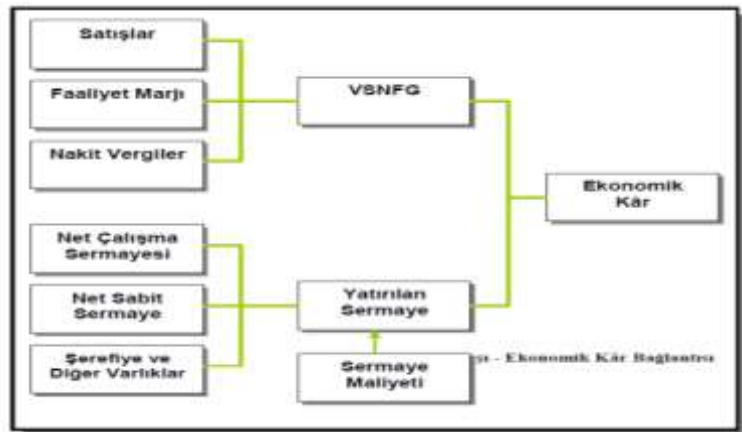 Satışlar
Faaliyet Marjı
Nakit Vergiler
VSNFG
Ekonomik
Kâr
Net Çalışma
Sermayesi
Net Sabit
Sermaye
Şerefiye ve
Diğer Varlıklar
Yatırılan
Sermaye
Sermaye
Maliyeti
şı - Ekonomik Kâr Bağlantısı